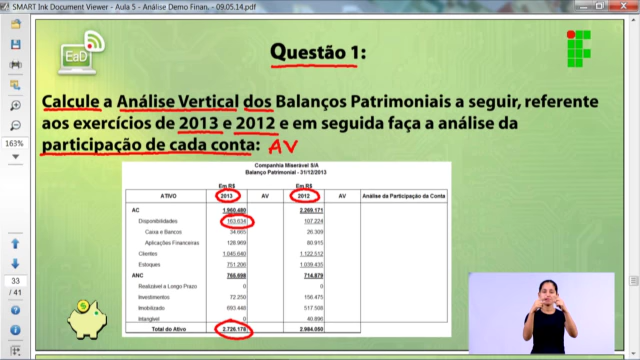 SMART Ink Document Viewer - Aula 5 - Análise Demo Finan. - 09.05.14.pdf
EaD
Questão 1:
Calcule a Análise Vertical dos Balanços Patrimoniais a seguir, referente
aos exercícios de 2013 e 2012 e em seguida faça a análise da
participação de cada conta: AV
163%
Companhia Miserável S/A
Balanço Patrimonial - 31/12/2013
Em R$ Em R$
ATIVO 2013 AV 2012 AV Análise da Participação da Conta
AC 1.960.480 2.269.171
Disponibilidades 163.634 107.224
Caixa e Bancos 34.665 26.309
Aplicações Financeiras 128.969 80.915
Clientes 1.045.640 1.122.512
Estoques 751.206 1.039.435
ANC 765.698 714.879
Realizável a Longo Prazo 0 0
Investimentos 72.250 156.475
Imobilizado 693.448 517.508
Intangível 0 40.896
Total do Ativo 2.726.178 2.984.050
33
/ 41